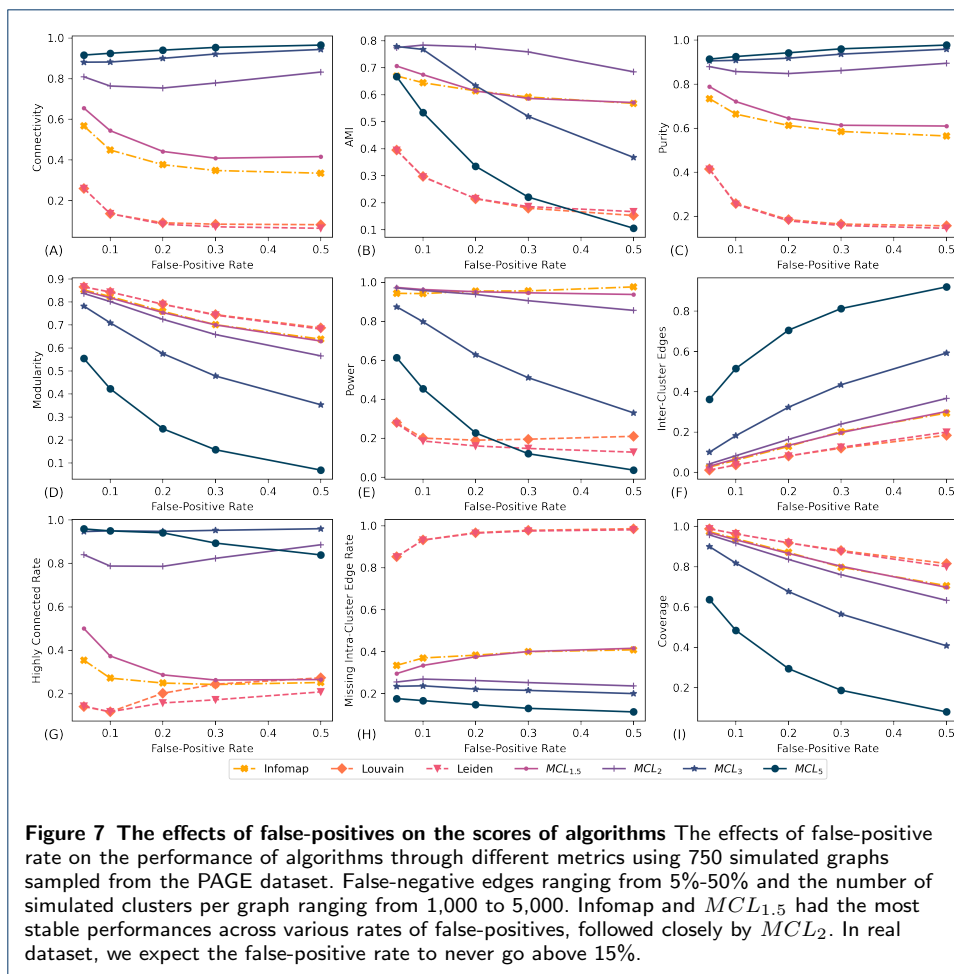 1.0
0.8
0.6
0.4
0.2
Connectivity
(A)
0.1 0.2 0.3 0.4 0.5
False-Positive Rate
0.8
0.7
0.6
0.5
0.4
0.3
0.2
0.1
AMI
(B)
0.1 0.2 0.3 0.4 0.5
False-Positive Rate
1.0
0.8
0.6
0.4
0.2
Purity
(C)
0.1 0.2 0.3 0.4 0.5
False-Positive Rate
0.9
0.8
0.7
0.6
0.5
0.4
0.3
0.2
0.1
Modularity
(D)
0.1 0.2 0.3 0.4 0.5
False-Positive Rate
1.0
0.8
0.6
0.4
0.2
0.0
Power
(E)
0.1 0.2 0.3 0.4 0.5
False-Positive Rate
0.8
0.6
0.4
0.2
0.0
Inter-Cluster Edges
(F)
0.1 0.2 0.3 0.4 0.5
False-Positive Rate
1.0
0.8
0.6
0.4
0.2
Highly Connected Rate
(G)
0.1 0.2 0.3 0.4 0.5
False-Positive Rate
1.0
0.8
0.6
0.4
0.2
Missing Intra-Cluster Edge Rate
(H)
0.1 0.2 0.3 0.4 0.5
False-Positive Rate
1.0
0.8
0.6
0.4
0.2
Coverage
(I)
0.1 0.2 0.3 0.4 0.5
False-Positive Rate
Infomap Louvain Leiden MCL₁.₅ MCL₂ MCL₃ MCL₅
Figure 7 The effects of false-positives on the scores of algorithms The effects of false-positive
rate on the performance of algorithms through different metrics using 750 simulated graphs
sampled from the PAGE dataset. False-negative edges ranging from 5%-50% and the number of
simulated clusters per graph ranging from 1,000 to 5,000. Infomap and MCL₁.₅ had the most
stable performances across various rates of false-positives, followed closely by MCL₂. In real
dataset, we expect the false-positive rate to never go above 15%.